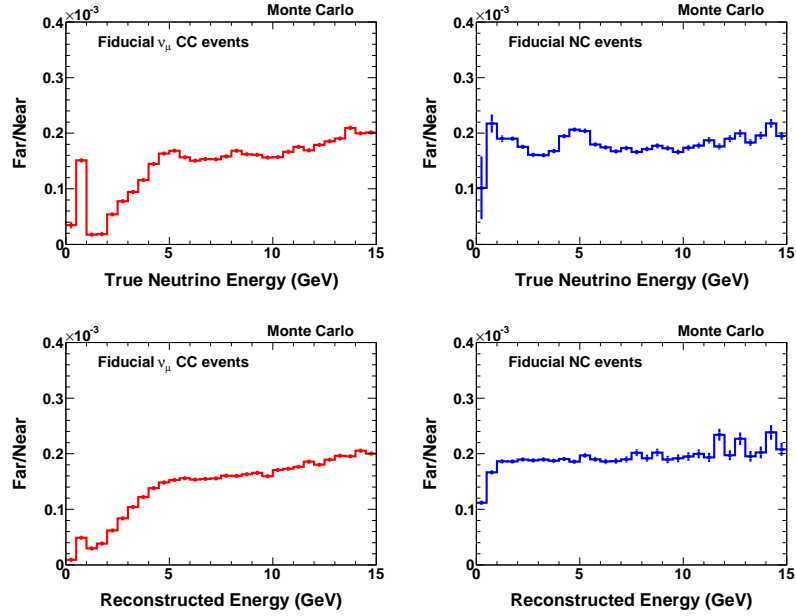 ×10⁻³
Monte Carlo
0.4
Fiducial νμ CC events
0.3
Far/Near
0.2
0.1
0
0 5 10 15
True Neutrino Energy (GeV)
×10⁻³
Monte Carlo
0.4
Fiducial NC events
0.3
Far/Near
0.2
0.1
0
0 5 10 15
True Neutrino Energy (GeV)
×10⁻³
Monte Carlo
0.4
Fiducial νμ CC events
0.3
Far/Near
0.2
0.1
0
0 5 10 15
Reconstructed Energy (GeV)
×10⁻³
Monte Carlo
0.4
Fiducial NC events
0.3
Far/Near
0.2
0.1
0
0 5 10 15
Reconstructed Energy (GeV)